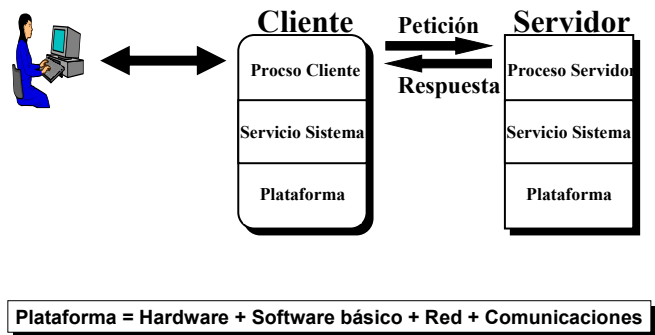 Cliente
Petición
Servidor
Procso Cliente
Respuesta
Proceso Servidor
Servicio Sistema
Servicio Sistema
Plataforma
Plataforma
Plataforma = Hardware + Software básico + Red + Comunicaciones